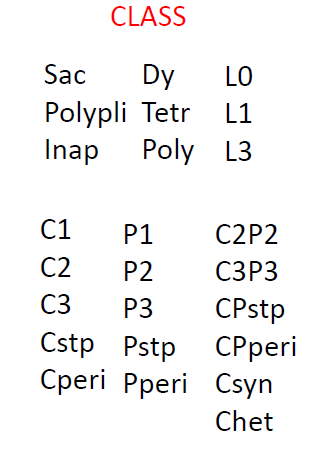 CLASS
Sac Dy L0
Polypli Tetr L1
Inap Poly L3
C1 P1 C2P2
C2 P2 C3P3
C3 P3 CPstp
Cstp Pstp CPperi
Cperi Pperi Csyn
Chet